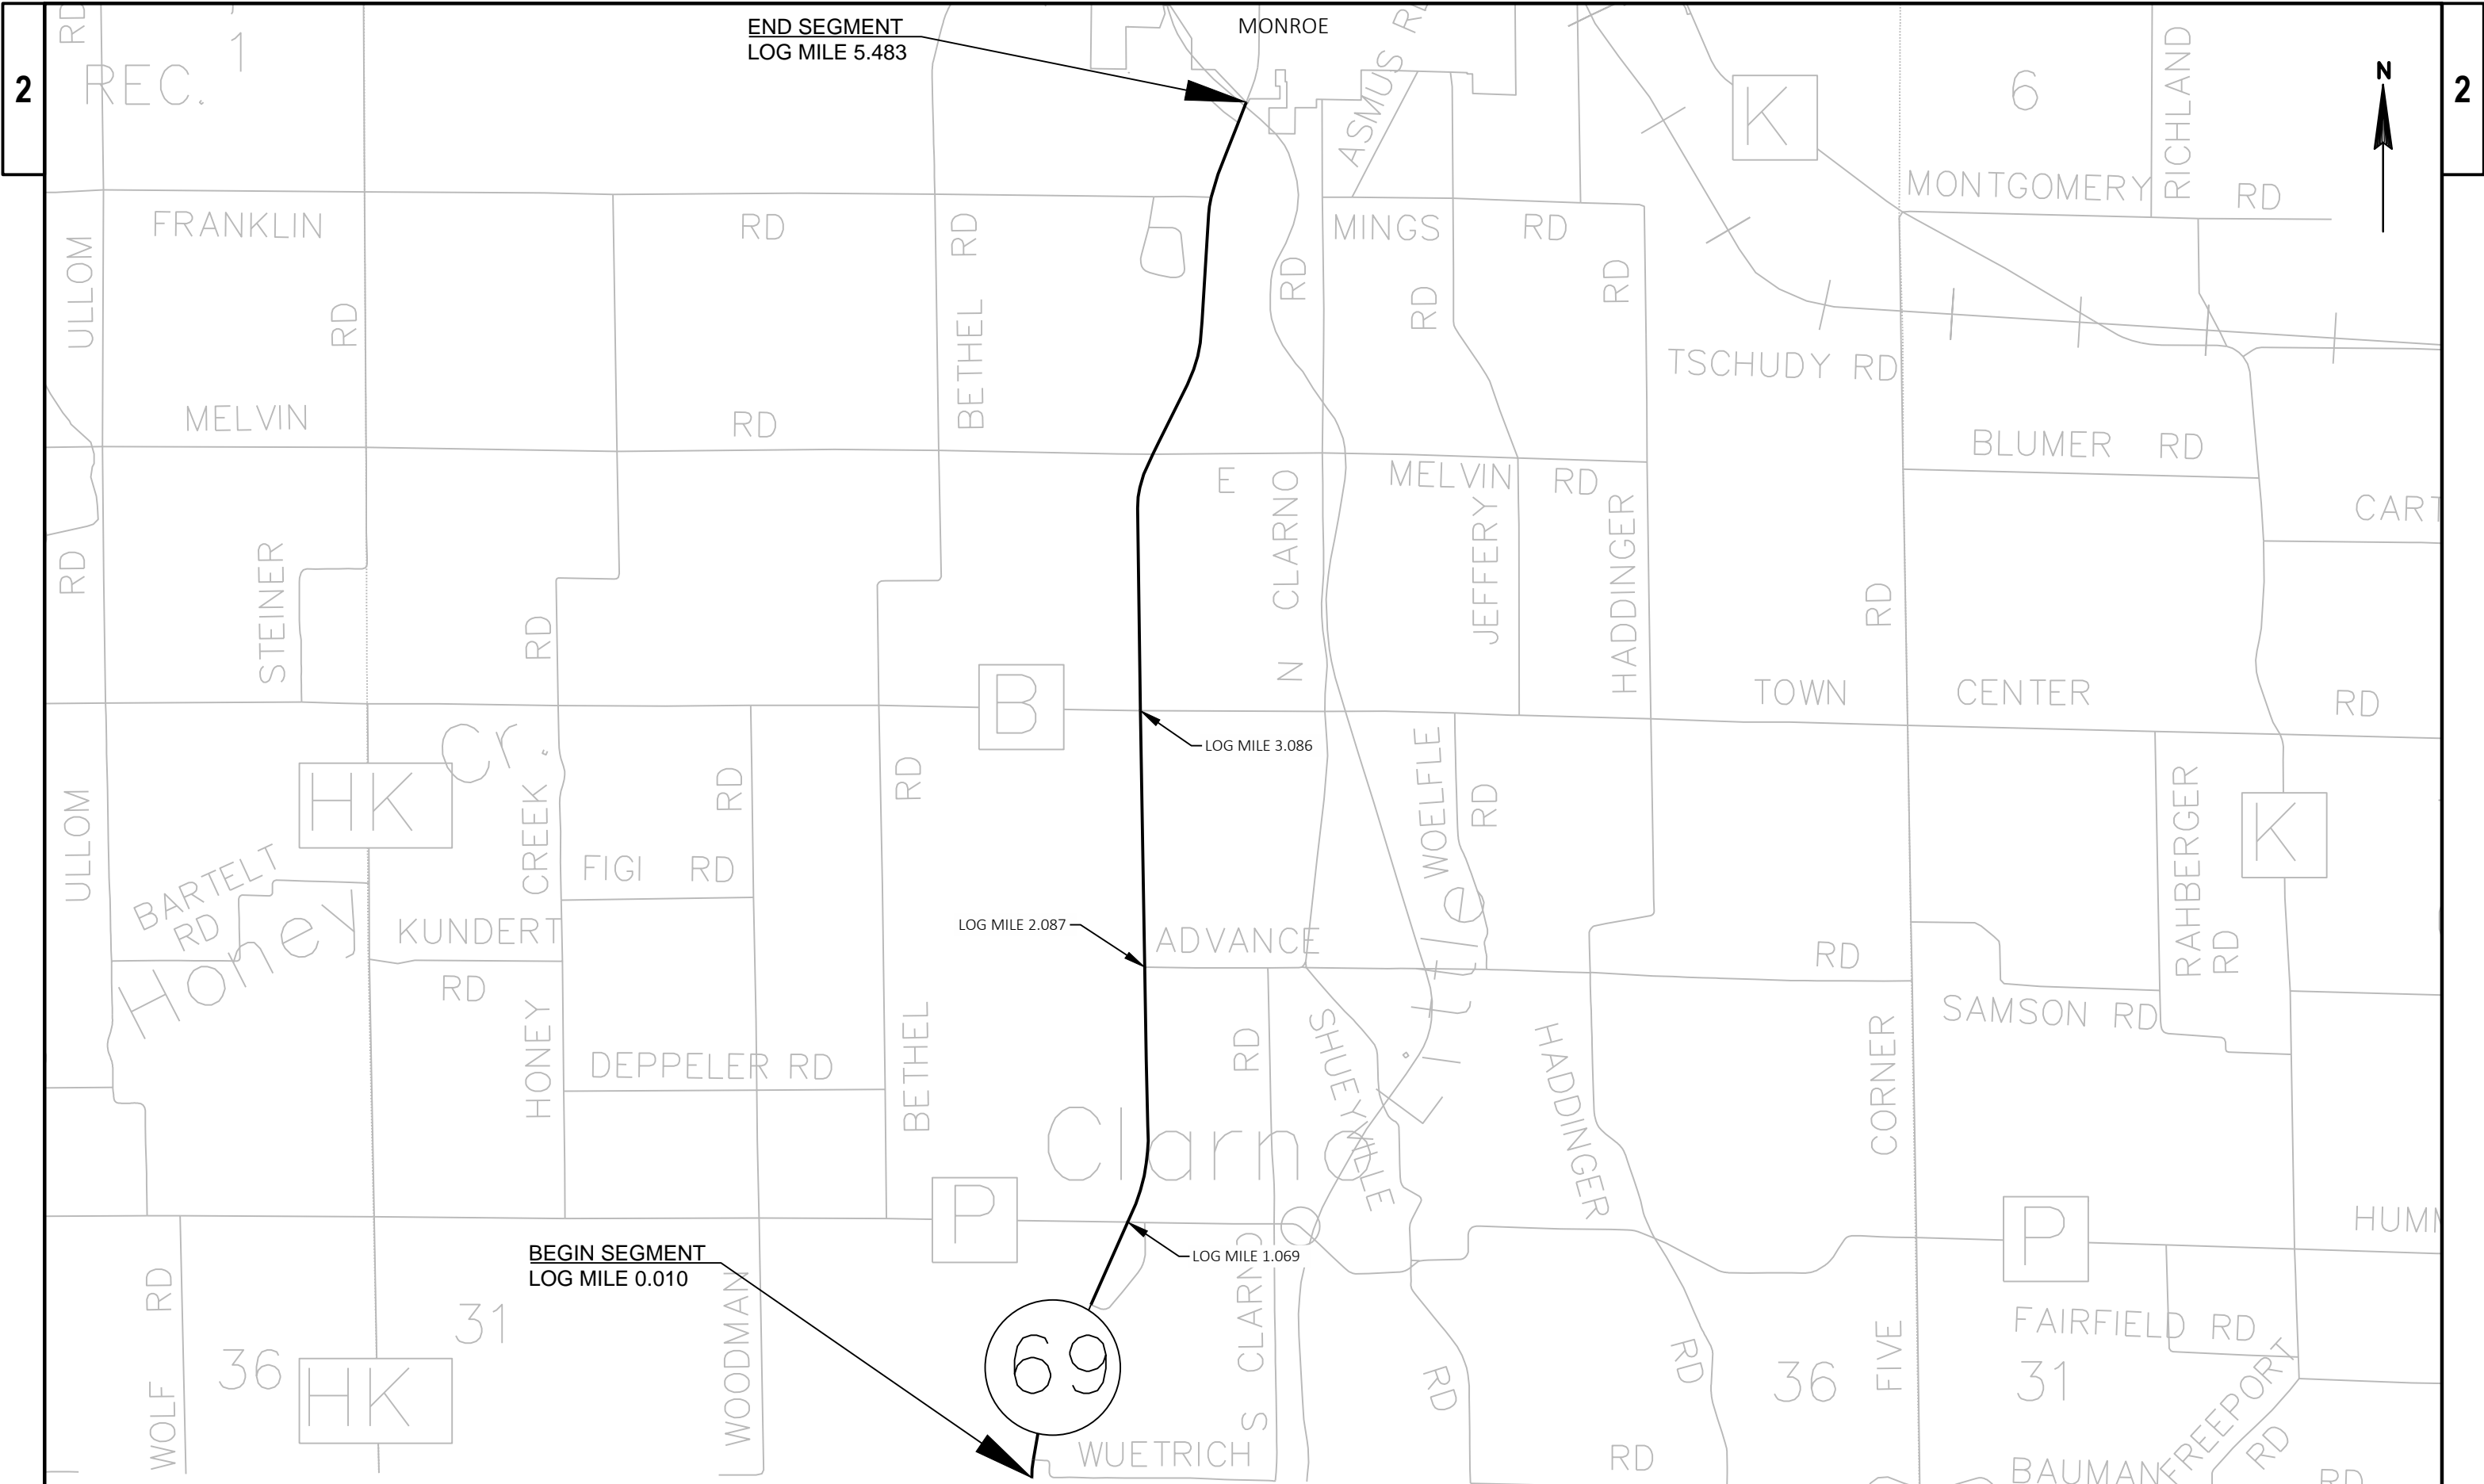 END SEGMENT
LOG MILE 5.483
MONROE
RD
1
REC.
2
2
N
ASMUS R
K
6
RICHLAND
MONTGOMERY RD
FRANKLIN RD
ULLOM
RD
BETHEL RD
MINGS RD
RD
RD
RD
TSCHUDY RD
MELVIN RD
BLUMER RD
E MELVIN RD
CART
RD
STEINER
RD
N CLARNO
JEFFERY
HADDINGER
RD
TOWN CENTER RD
B
LOG MILE 3.086
Cr.
HK
ULLOM
CREEK
RD
RD
WOELFLE
RD
RAHBERGER
RD
K
BARTELT
RD
Honey
FIGI RD
KUNDERT
RD
LOG MILE 2.087
ADVANCE RD
Little
SAMSON RD
HONEY
DEPPELER RD
BETHEL
RD
HADDINGER
CORNER
Clarno
P
P
HUM
BEGIN SEGMENT
LOG MILE 0.010
LOG MILE 1.069
WOLF RD
31
36
HK
WOODMAN
69
S CLARNO
RD
RD
36
FIVE
FAIRFIELD RD
31
FREEPORT
RD
WUETRICH
RD
BAUMAN
RD